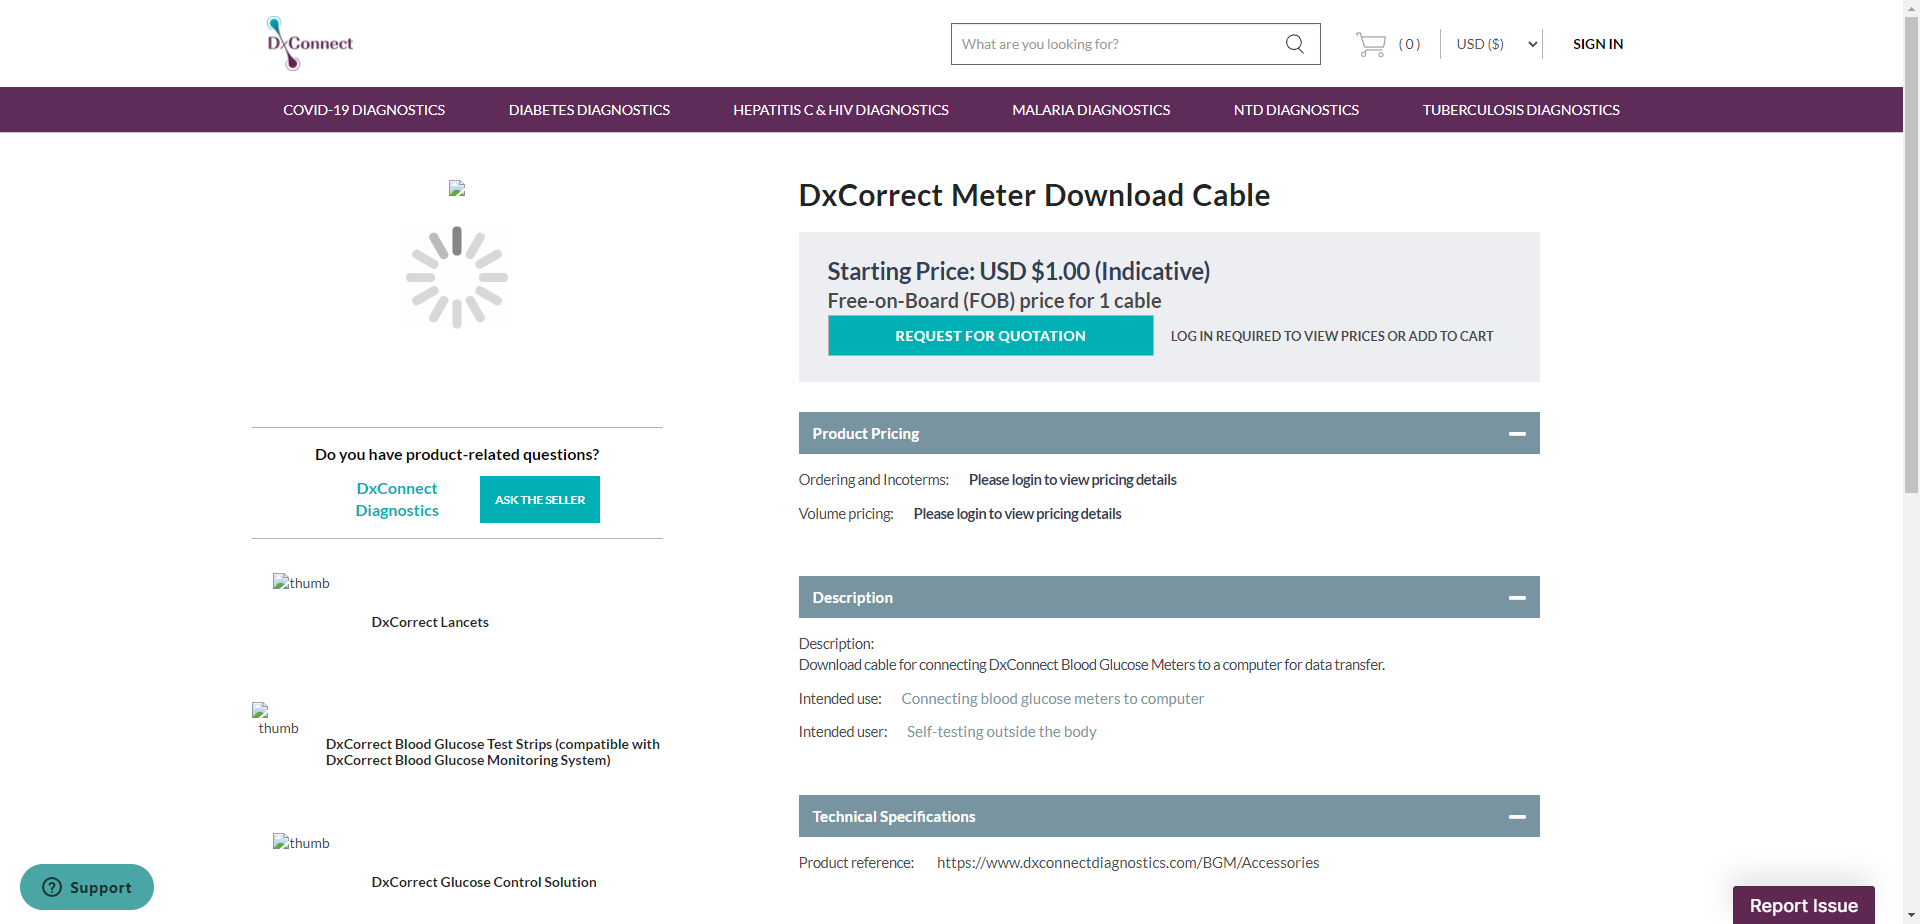 DxConnect
What are you looking for?
( 0 )
USD ($)
SIGN IN
COVID-19 DIAGNOSTICS
DIABETES DIAGNOSTICS
HEPATITIS C & HIV DIAGNOSTICS
MALARIA DIAGNOSTICS
NTD DIAGNOSTICS
TUBERCULOSIS DIAGNOSTICS
DxCorrect Meter Download Cable
Starting Price: USD $1.00 (Indicative)
Free-on-Board (FOB) price for 1 cable
REQUEST FOR QUOTATION
LOG IN REQUIRED TO VIEW PRICES OR ADD TO CART
Do you have product-related questions?
DxConnect
Diagnostics
ASK THE SELLER
thumb
DxCorrect Lancets
thumb
DxCorrect Blood Glucose Test Strips (compatible with
DxCorrect Blood Glucose Monitoring System)
thumb
DxCorrect Glucose Control Solution
Product Pricing
Ordering and Incoterms: Please login to view pricing details
Volume pricing: Please login to view pricing details
Description
Description:
Download cable for connecting DxConnect Blood Glucose Meters to a computer for data transfer.
Intended use: Connecting blood glucose meters to computer
Intended user: Self-testing outside the body
Technical Specifications
Product reference: https://www.dxconnectdiagnostics.com/BGM/Accessories
Support
Report Issue